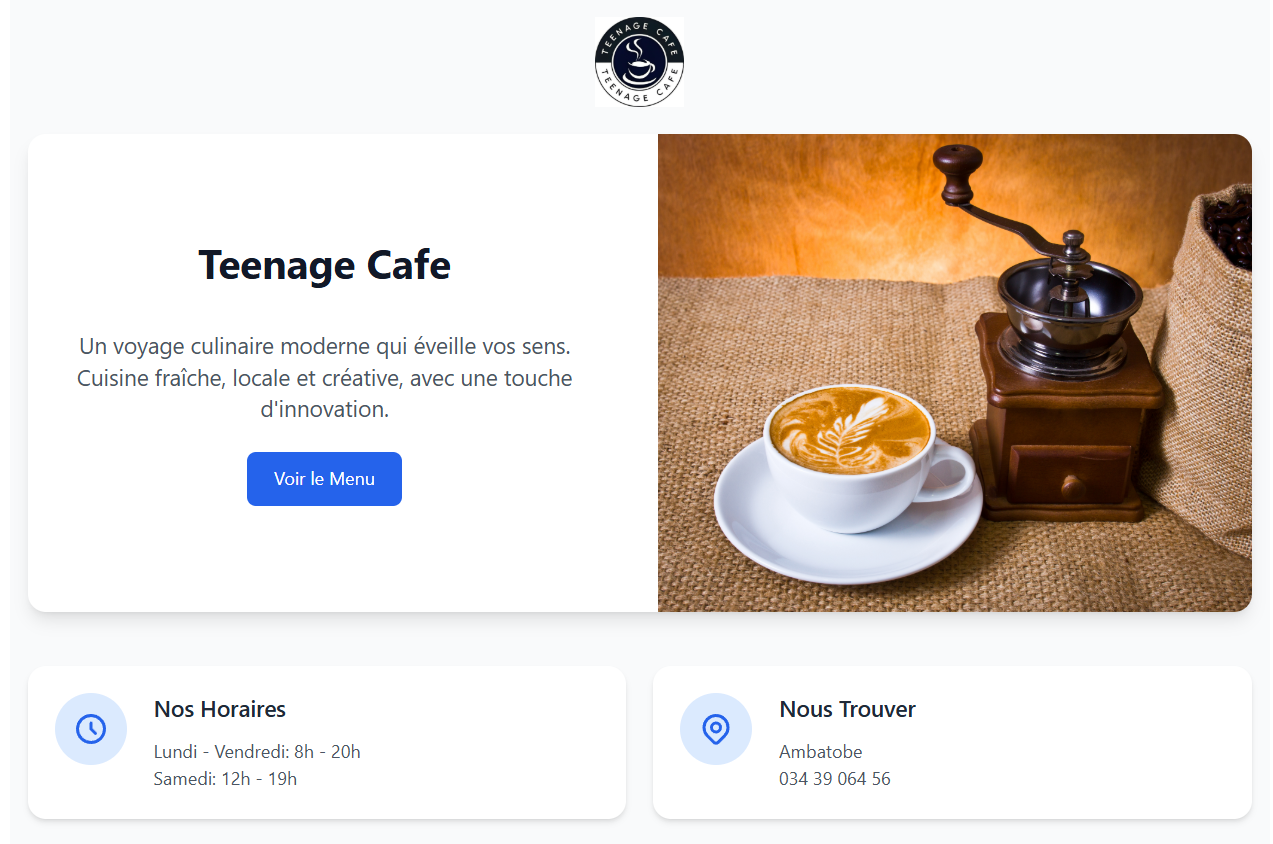 TEENAGE CAFE
TEENAGE CAFE
Teenage Cafe
Un voyage culinaire moderne qui éveille vos sens.
Cuisine fraîche, locale et créative, avec une touche
d'innovation.
Voir le Menu
Nos Horaires
Lundi - Vendredi: 8h - 20h
Samedi: 12h - 19h
Nous Trouver
Ambatobe
034 39 064 56